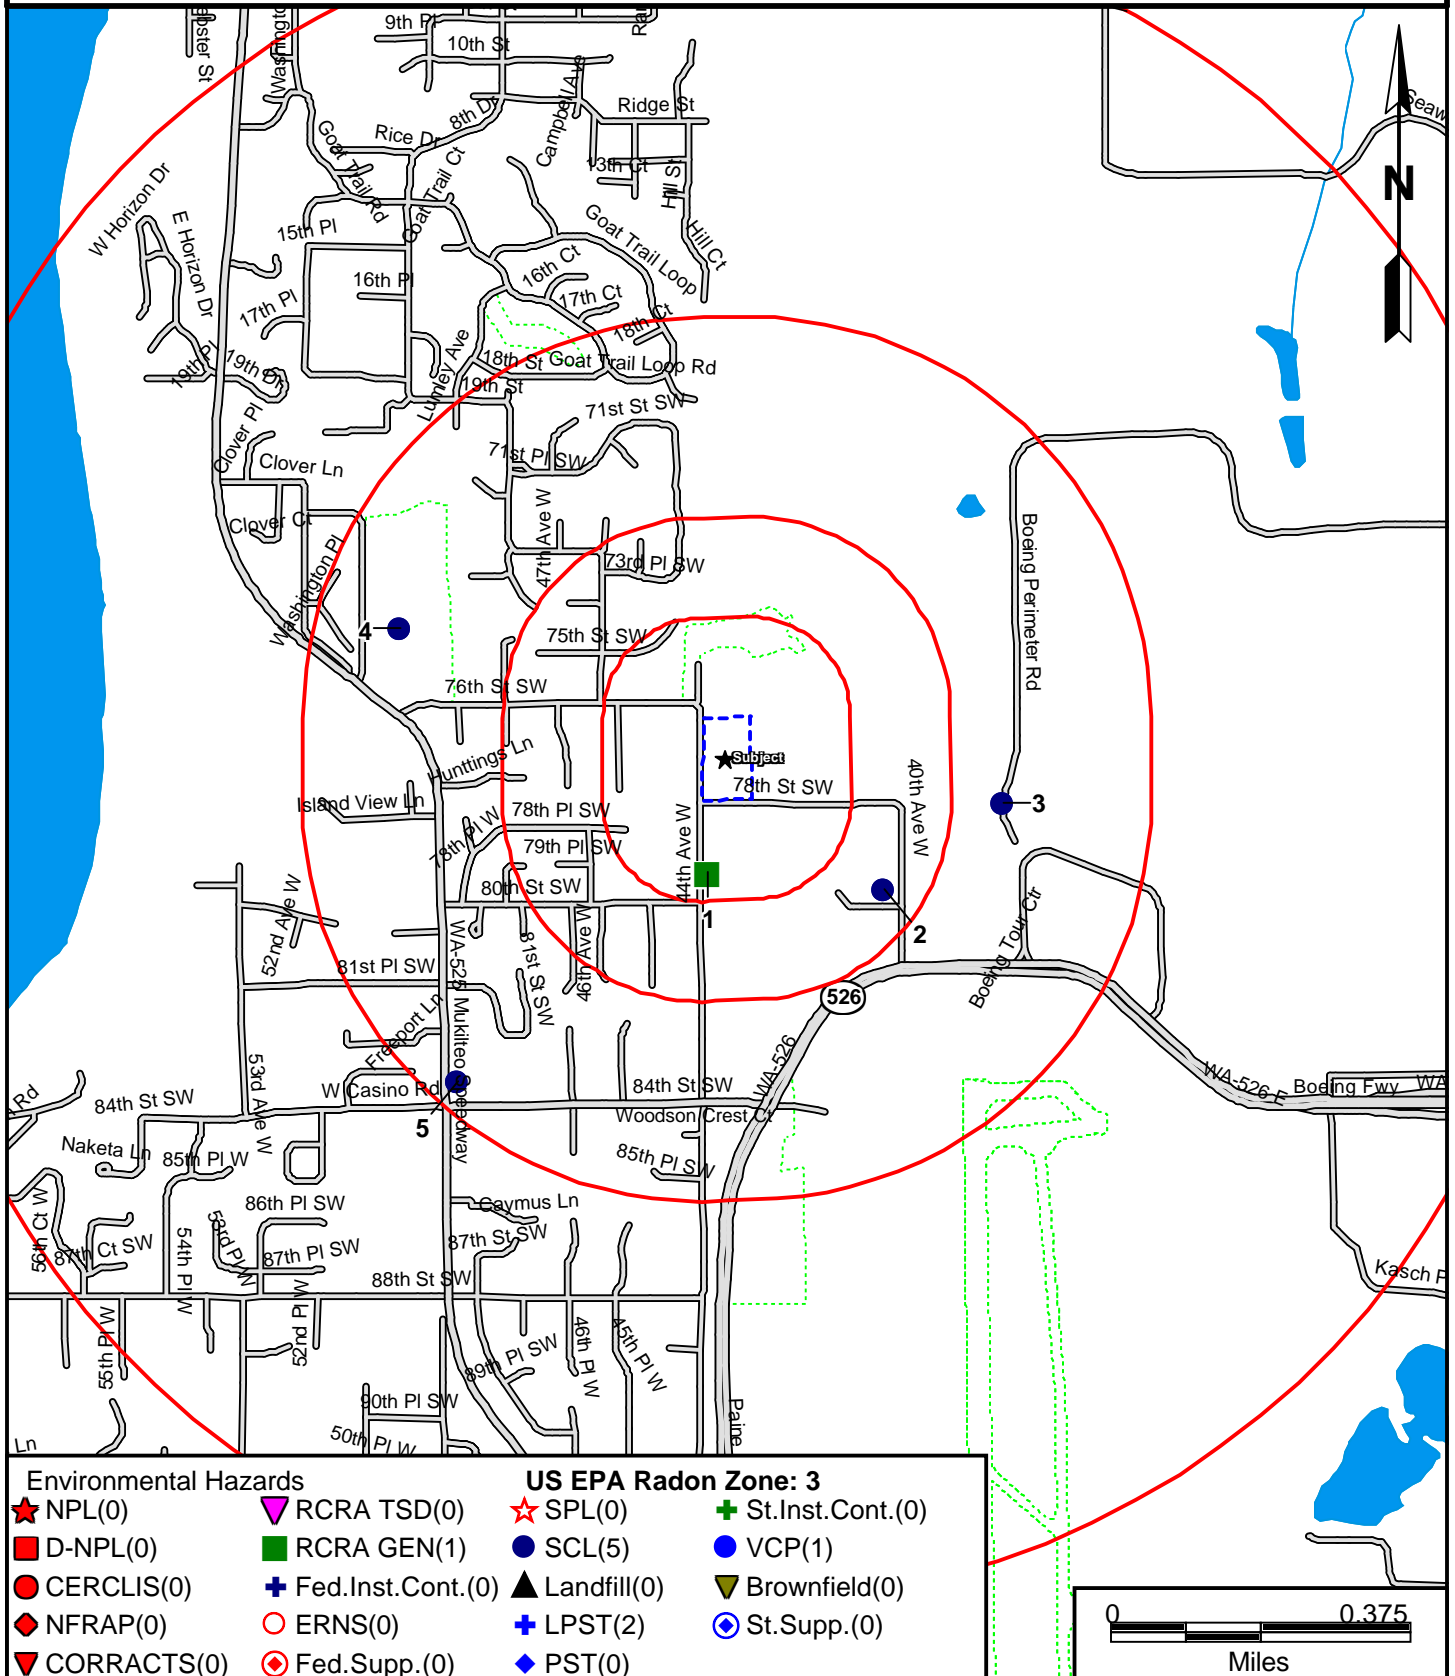 ebster St
Washingto
9th Pl
10th St
Campbell Ave
Ridge St
Seaw
8th Dr
Rice Dr
Goat Trail Rd
Goat Trail Ct
13th Ct
Hill St
N
W Horizon Dr
E Horizon Dr
15th Pl
Goat Trail Loop
Hill Ct
16th Pl
16th Ct
17th Pl
17th Ct
18th Ct
19th Pl
19th Dr
Lumley Ave
18th St
Goat Trail Loop Rd
19th St
Clover Pl
71st St SW
71st Pl SW
Clover Ln
Clover Ct
47th Ave W
Boeing Perimeter Rd
73rd Pl SW
Washington Pl
4
75th St SW
76th St SW
Subject
Hunttings Ln
78th St SW
40th Ave W
Island View Ln
78th Pl SW
3
78th Pl W
79th Pl SW
44th Ave W
80th St SW
1
2
52nd Ave W
WA-525
81st St SW
46th Ave W
Boeing Tour Ctr
81st Pl SW
526
Freeport Ln
Mukilteo Speedway
WA-526
Rd
53rd Ave W
W Casino Rd
84th St SW
WA-526 E
Boeing Fwy
WA
84th St SW
Woodson Crest Ct
5
Naketa Ln
85th Pl W
85th Pl SW
56th Ct W
86th Pl SW
Caymus Ln
87th Ct SW
54th Pl W
53rd Pl W
87th Pl SW
87th St SW
88th St SW
Kasch P
55th Pl W
52nd Pl W
89th Pl SW
46th Pl W
45th Pl W
90th Pl SW
Paine
Ln
50th Pl W
Environmental Hazards
US EPA Radon Zone: 3
NPL(0)
RCRA TSD(0)
SPL(0)
St.Inst.Cont.(0)
D-NPL(0)
RCRA GEN(1)
SCL(5)
VCP(1)
CERCLIS(0)
Fed.Inst.Cont.(0)
Landfill(0)
Brownfield(0)
NFRAP(0)
ERNS(0)
LPST(2)
St.Supp.(0)
CORRACTS(0)
Fed.Supp.(0)
PST(0)
0
0.375
Miles